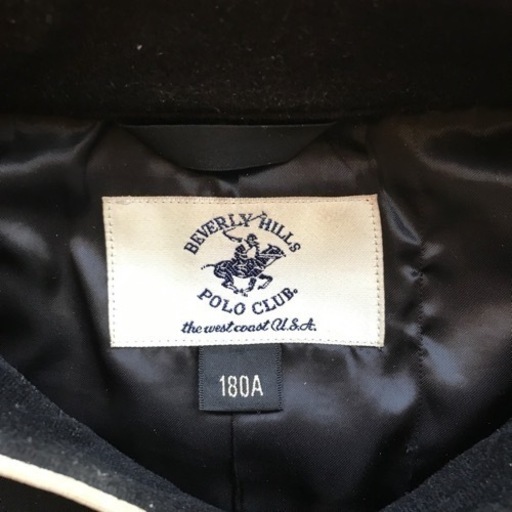 BEVERLY HILLS
POLO CLUB®
the west coast U.S.A.
180A